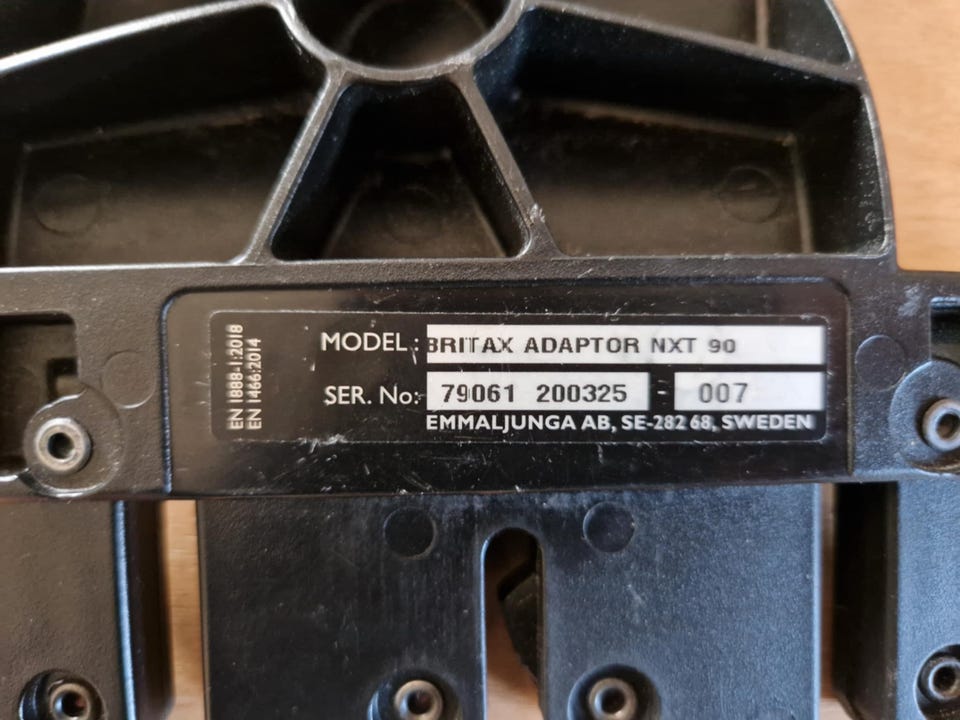 EN 1888-1:2018
EN 1466:2014
MODEL.: BRITAX ADAPTOR NXT 90
SER. No: 79061 200325 - 007
EMMALJUNGA AB, SE-282 68, SWEDEN